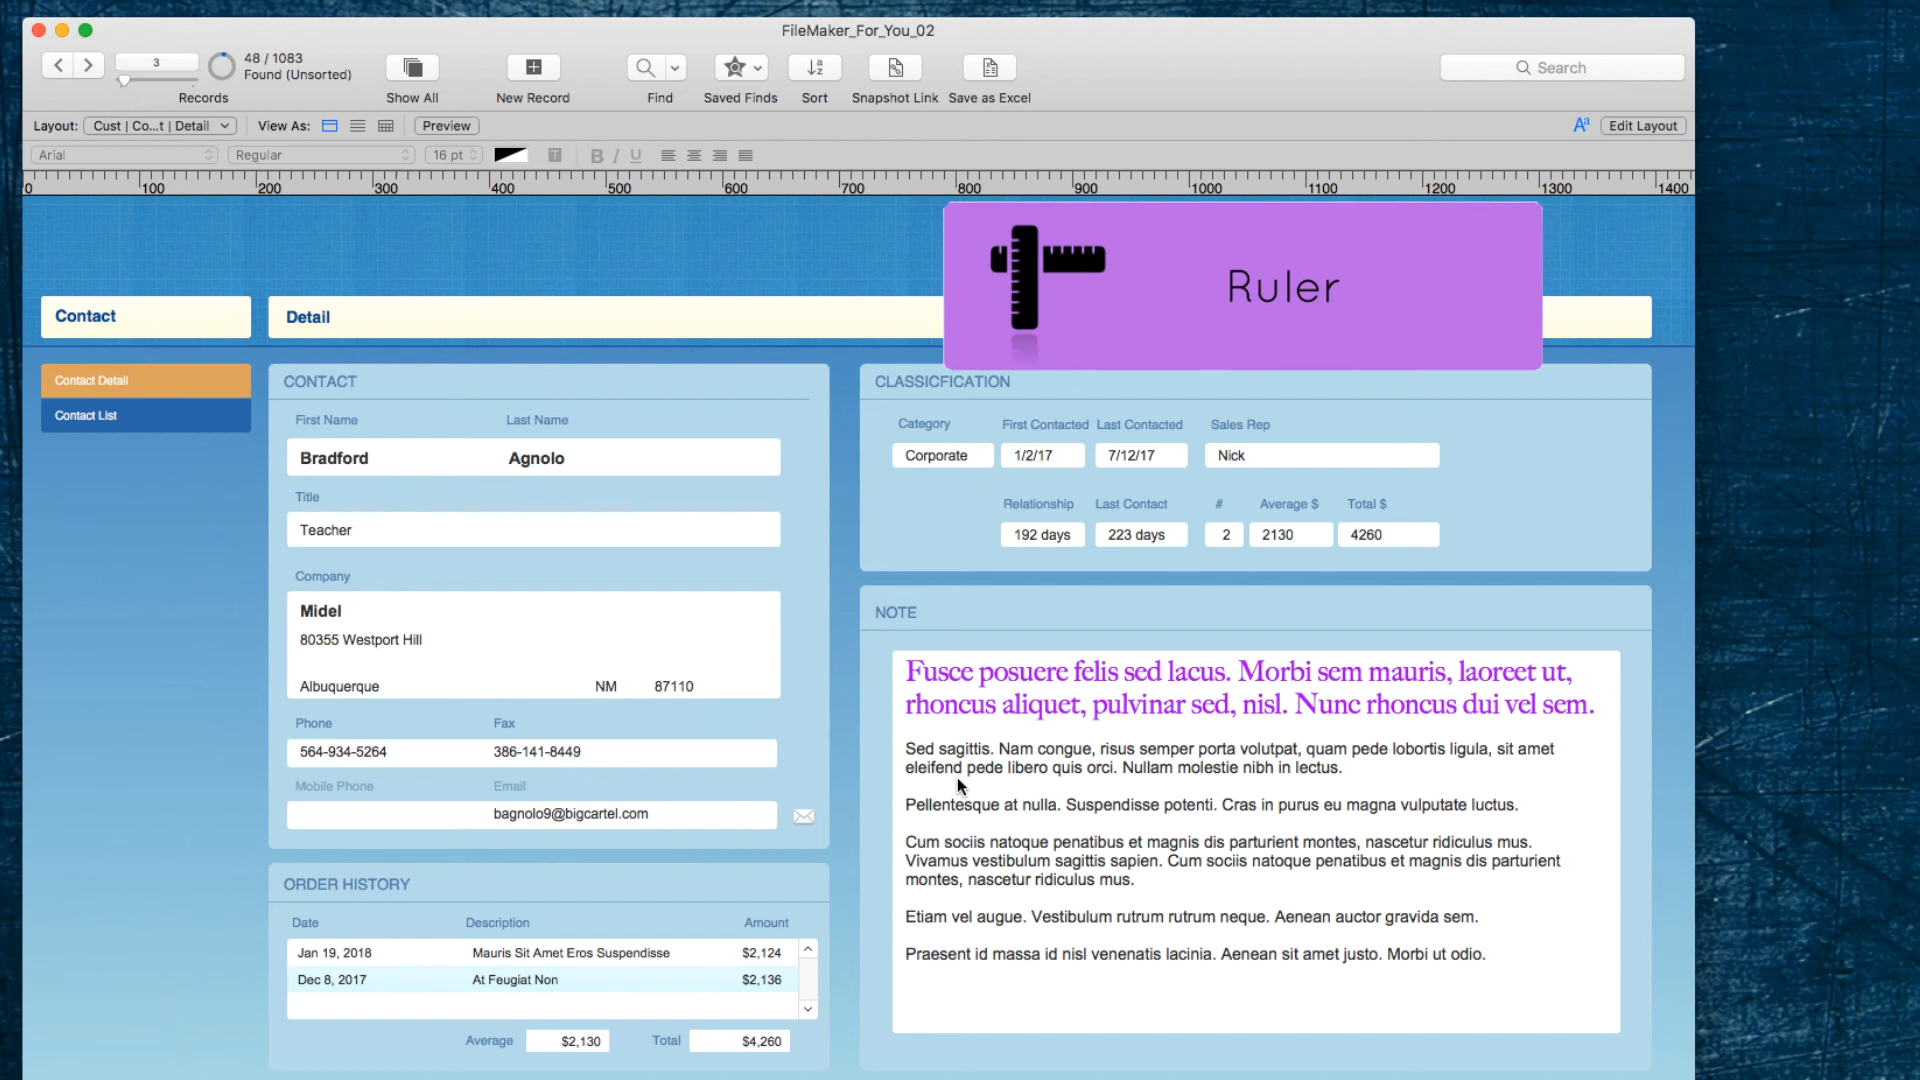 FileMaker_For_You_02
3
48 / 1083
Found (Unsorted)
Search
Records
Show All
New Record
Find
Saved Finds
Sort
Snapshot Link
Save as Excel
Layout:
Cust | Co...t | Detail
View As:
Preview
Aa
Edit Layout
Arial
Regular
16 pt
T
B
I
U
0
100
200
300
400
500
600
700
800
900
1000
1100
1200
1300
1400
Ruler
Contact
Detail
Contact Detail
Contact List
CONTACT
First Name
Last Name
Bradford
Agnolo
Title
Teacher
Company
Midel
80355 Westport Hill
Albuquerque
NM
87110
Phone
Fax
564-934-5264
386-141-8449
Mobile Phone
Email
bagnolo9@bigcartel.com
ORDER HISTORY
Date
Description
Amount
Jan 19, 2018
Mauris Sit Amet Eros Suspendisse
$2,124
Dec 8, 2017
At Feugiat Non
$2,136
Average
$2,130
Total
$4,260
CLASSICFICATION
Category
First Contacted
Last Contacted
Sales Rep
Corporate
1/2/17
7/12/17
Nick
Relationship
Last Contact
#
Average $
Total $
192 days
223 days
2
2130
4260
NOTE
Fusce posuere felis sed lacus. Morbi sem mauris, laoreet ut,
rhoncus aliquet, pulvinar sed, nisl. Nunc rhoncus dui vel sem.
Sed sagittis. Nam congue, risus semper porta volutpat, quam pede lobortis ligula, sit amet
eleifend pede libero quis orci. Nullam molestie nibh in lectus.
Pellentesque at nulla. Suspendisse potenti. Cras in purus eu magna vulputate luctus.
Cum sociis natoque penatibus et magnis dis parturient montes, nascetur ridiculus mus.
Vivamus vestibulum sagittis sapien. Cum sociis natoque penatibus et magnis dis parturient
montes, nascetur ridiculus mus.
Etiam vel augue. Vestibulum rutrum rutrum neque. Aenean auctor gravida sem.
Praesent id massa id nisl venenatis lacinia. Aenean sit amet justo. Morbi ut odio.